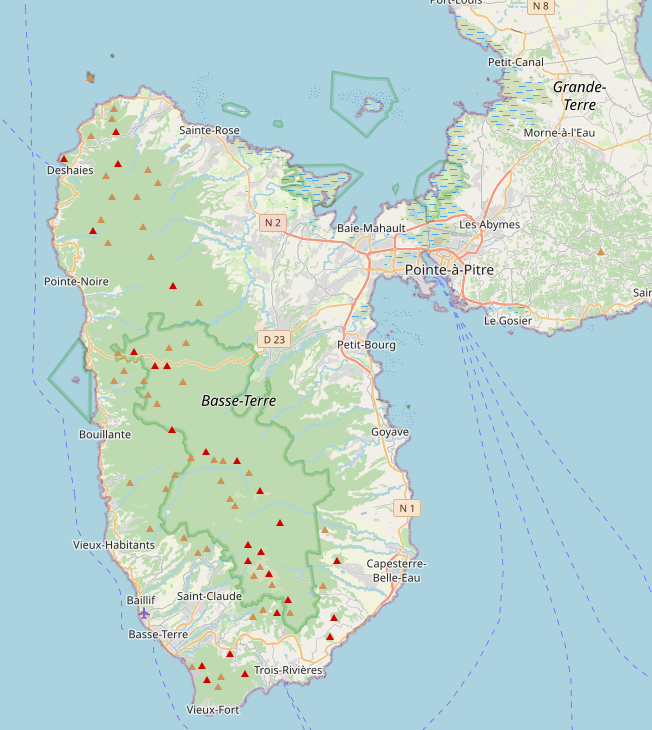 Port-Louis
N 8
Petit-Canal
Grande-
Terre
Sainte-Rose
Morne-à-l'Eau
Deshaies
N 2
Baie-Mahault
Les Abymes
Pointe-à-Pitre
Pointe-Noire
Sain
Le Gosier
D 23
Petit-Bourg
Basse-Terre
Bouillante
Goyave
N 1
Vieux-Habitants
Capesterre-
Belle-Eau
Baillif
Saint-Claude
Basse-Terre
Trois-Rivières
Vieux-Fort